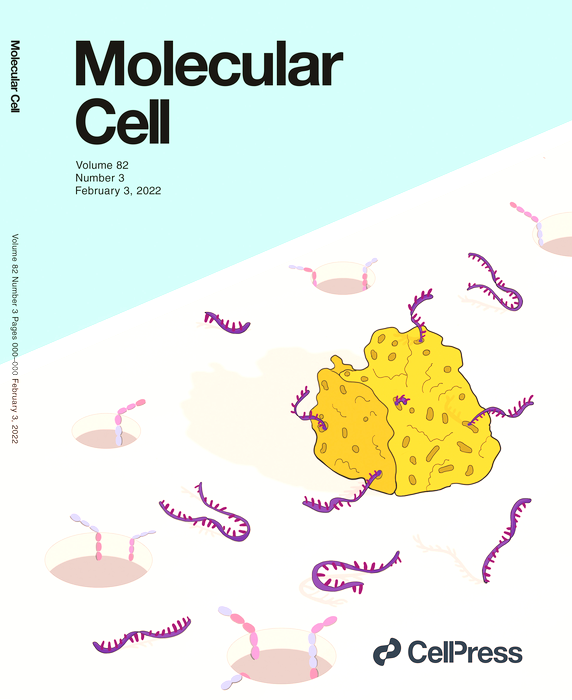 Molecular Cell
Volume 82 Number 3 Pages 000–000 February 3, 2022
Molecular
Cell
Volume 82
Number 3
February 3, 2022
CellPress